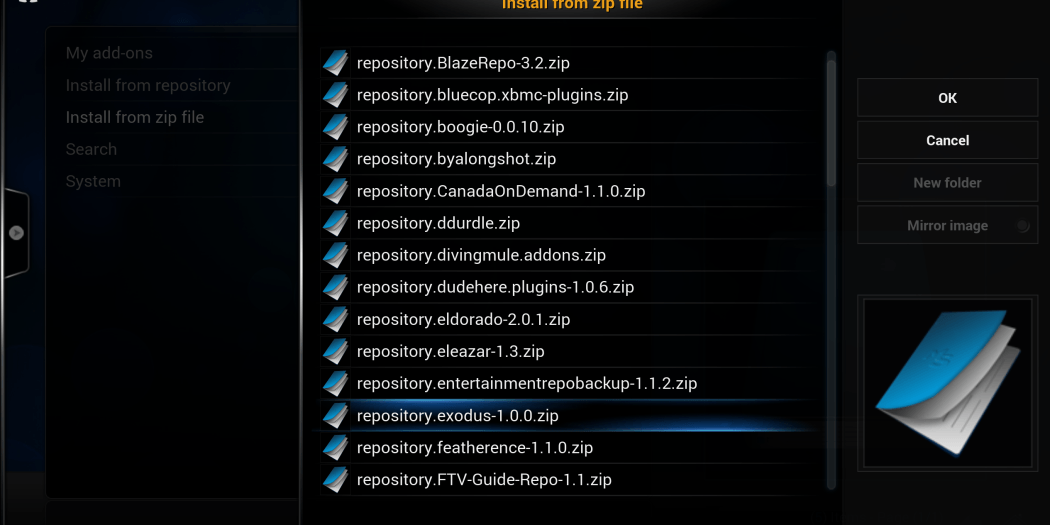 Install from zip file
My add-ons
Install from repository
Install from zip file
Search
System
repository.BlazeRepo-3.2.zip
repository.bluecop.xbmc-plugins.zip
repository.boogie-0.0.10.zip
repository.byalongshot.zip
repository.CanadaOnDemand-1.1.0.zip
repository.ddurdle.zip
repository.divingmule.addons.zip
repository.dudehere.plugins-1.0.6.zip
repository.eldorado-2.0.1.zip
repository.eleazar-1.3.zip
repository.entertainmentrepobackup-1.1.2.zip
repository.exodus-1.0.0.zip
repository.featherence-1.1.0.zip
repository.FTV-Guide-Repo-1.1.zip
OK
Cancel
New folder
Mirror image